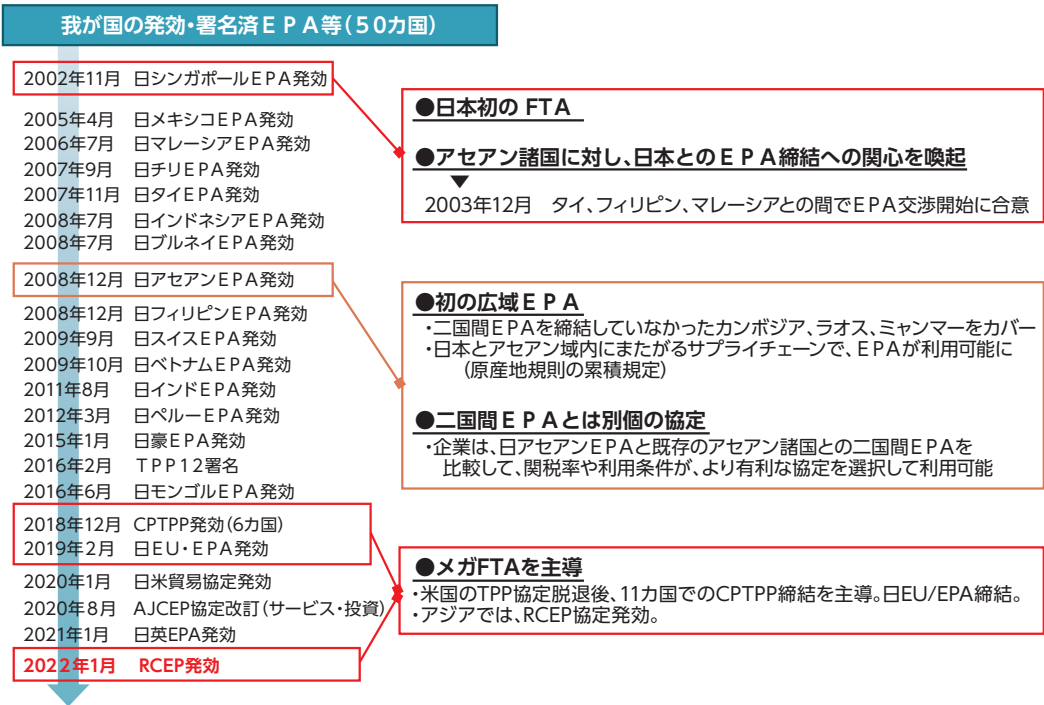 我が国の発効・署名済EPA等(50カ国)
2002年11月 日シンガポールEPA発効
2005年4月 日メキシコEPA発効
2006年7月 日マレーシアEPA発効
2007年9月 日チリEPA発効
2007年11月 日タイEPA発効
2008年7月 日インドネシアEPA発効
2008年7月 日ブルネイEPA発効
2008年12月 日アセアンEPA発効
2008年12月 日フィリピンEPA発効
2009年9月 日スイスEPA発効
2009年10月 日ベトナムEPA発効
2011年8月 日インドEPA発効
2012年3月 日ペルーEPA発効
2015年1月 日豪EPA発効
2016年2月 TPP12署名
2016年6月 日モンゴルEPA発効
2018年12月 CPTPP発効(6カ国)
2019年2月 日EU・EPA発効
2020年1月 日米貿易協定発効
2020年8月 AJCEP協定改訂(サービス・投資)
2021年1月 日英EPA発効
2022年1月 RCEP発効
●日本初の FTA
●アセアン諸国に対し、日本とのEPA締結への関心を喚起
▼
2003年12月 タイ、フィリピン、マレーシアとの間でEPA交渉開始に合意
●初の広域EPA
・二国間EPAを締結していなかったカンボジア、ラオス、ミャンマーをカバー
・日本とアセアン域内にまたがるサプライチェーンで、EPAが利用可能に
(原産地規則の累積規定)
●二国間EPAとは別個の協定
・企業は、日アセアンEPAと既存のアセアン諸国との二国間EPAを
比較して、関税率や利用条件が、より有利な協定を選択して利用可能
●メガFTAを主導
・米国のTPP協定脱退後、11カ国でのCPTPP締結を主導。日EU/EPA締結。
・アジアでは、RCEP協定発効。